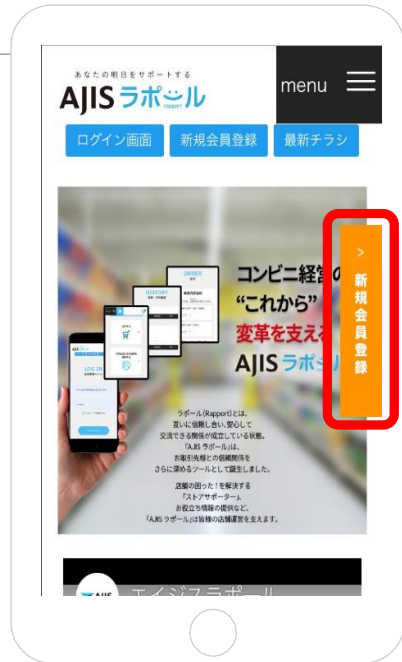 あなたの明日をサポートする
AJIS ラポール
rapport
menu
ログイン画面
新規会員登録
最新チラシ
ORDER
HISTORY
LOG IN
コンビニ経営の
“これから”
変革を支える
AJIS ラポール
> 新規会員登録
ラポール(Rapport)とは、
互いに信頼し合い、安心して
交流できる関係が成立している状態。
「AJIS ラポール」は、
お取引先様との信頼関係を
さらに深めるツールとして誕生しました。
店舗の困った！を解決する
「ストアサポーター」、
お役立ち情報の提供など、
「AJIS ラポール」は皆様の店舗運営を支えます。
AJIS
エイジスラポール